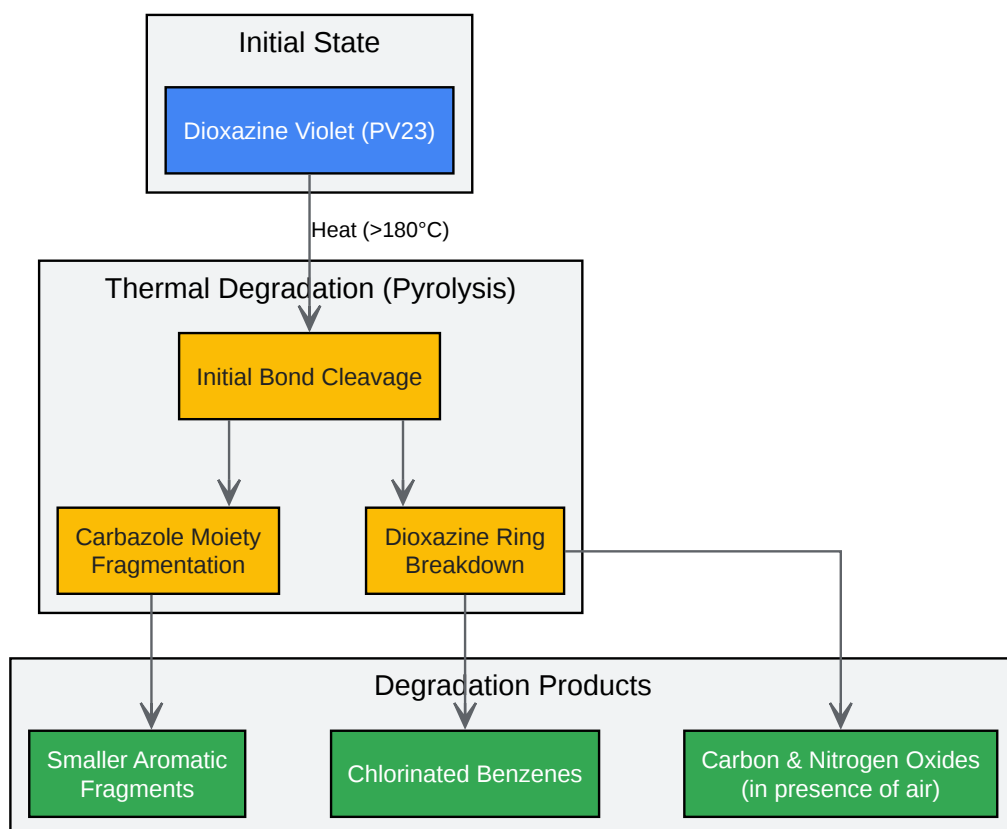 Initial State
Dioxazine Violet (PV23)
Heat (>180°C)
Thermal Degradation (Pyrolysis)
Initial Bond Cleavage
Carbazole Moiety
Fragmentation
Dioxazine Ring
Breakdown
Degradation Products
Smaller Aromatic
Fragments
Chlorinated Benzenes
Carbon & Nitrogen Oxides
(in presence of air)